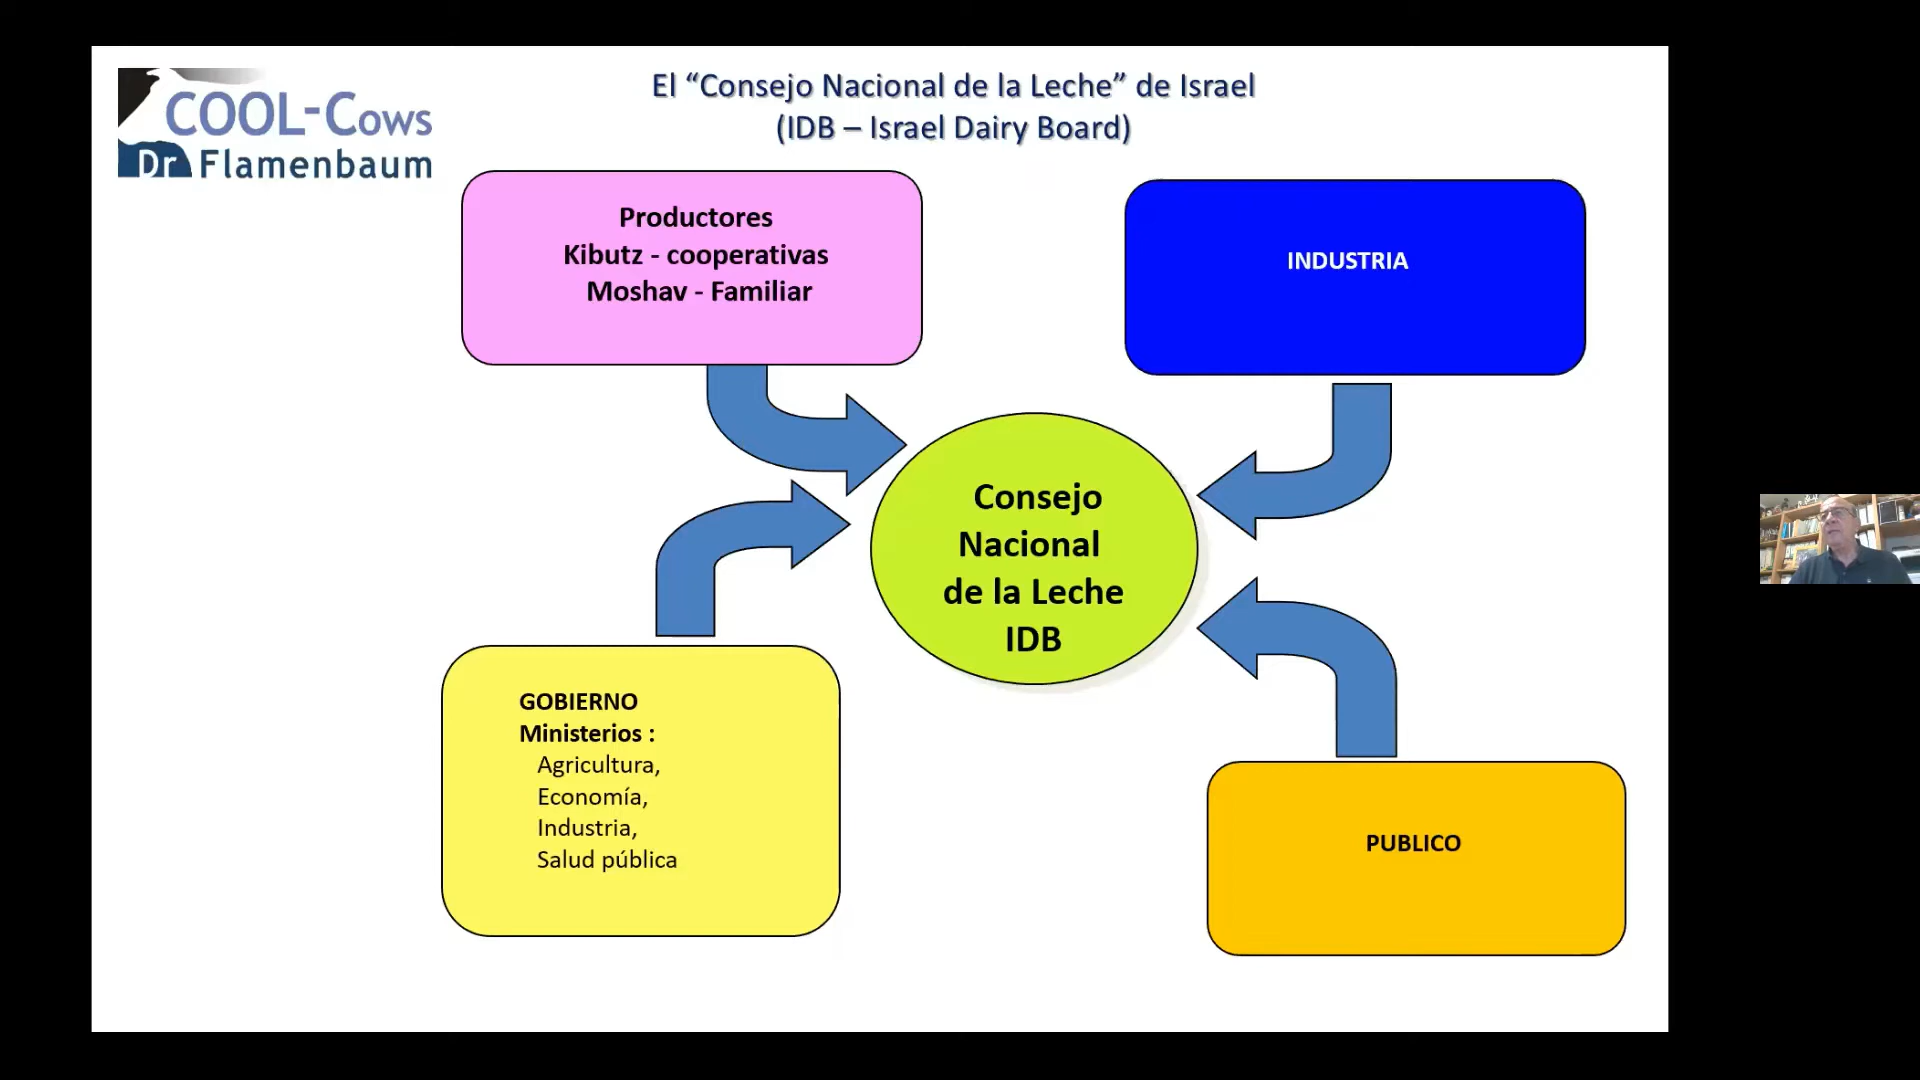 COOL-Cows
Dr Flamenbaum
El “Consejo Nacional de la Leche” de Israel
(IDB – Israel Dairy Board)
Productores
Kibutz - cooperativas
Moshav - Familiar
INDUSTRIA
Consejo
Nacional
de la Leche
IDB
GOBIERNO
Ministerios :
Agricultura,
Economía,
Industria,
Salud pública
PUBLICO